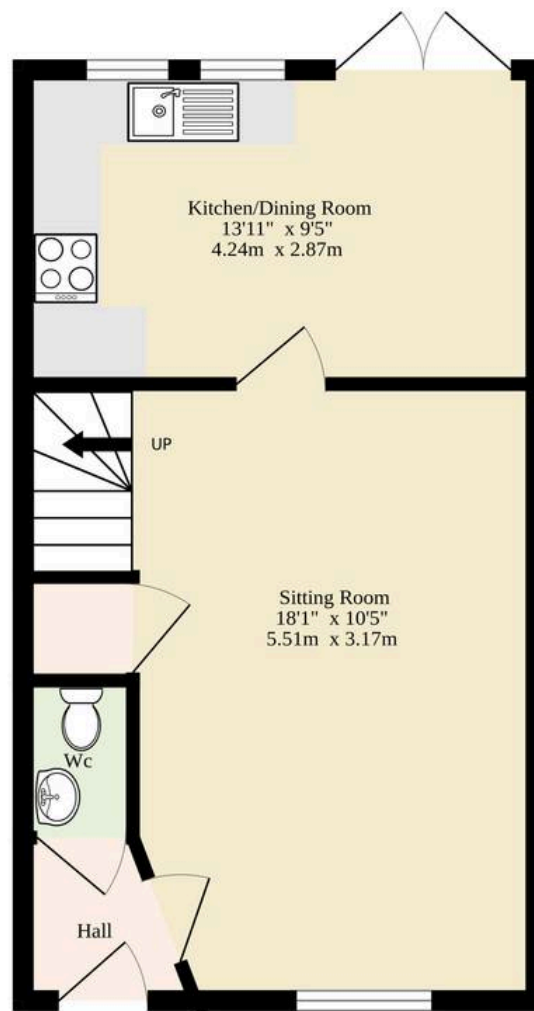 Kitchen/Dining Room
13'11" x 9'5"
4.24m x 2.87m
UP
Sitting Room
18'1" x 10'5"
5.51m x 3.17m
Wc
Hall